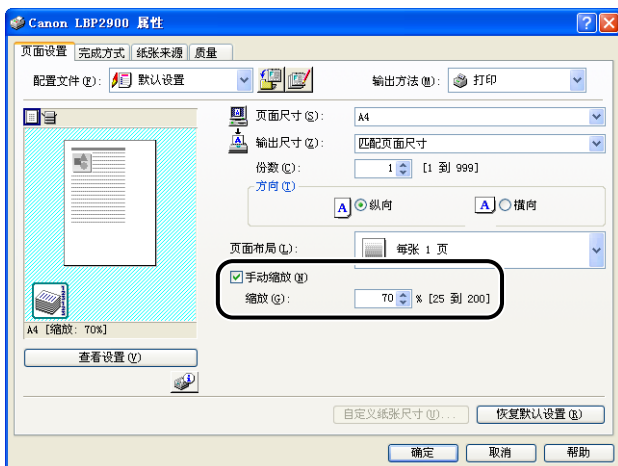 Canon LBP2900 属性
页面设置 完成方式 纸张来源 质量
配置文件(F): 默认设置 输出方法(M): 打印
页面尺寸(S): A4
输出尺寸(Z): 匹配页面尺寸
份数(C): 1 [1 到 999]
方向(T)
A 纵向 A 横向
页面布局(L): 每张 1 页
手动缩放(N)
缩放(G): 70 % [25 到 200]
A4 [缩放: 70%]
查看设置(V)
自定义纸张尺寸(U)... 恢复默认设置(R)
确定 取消 帮助